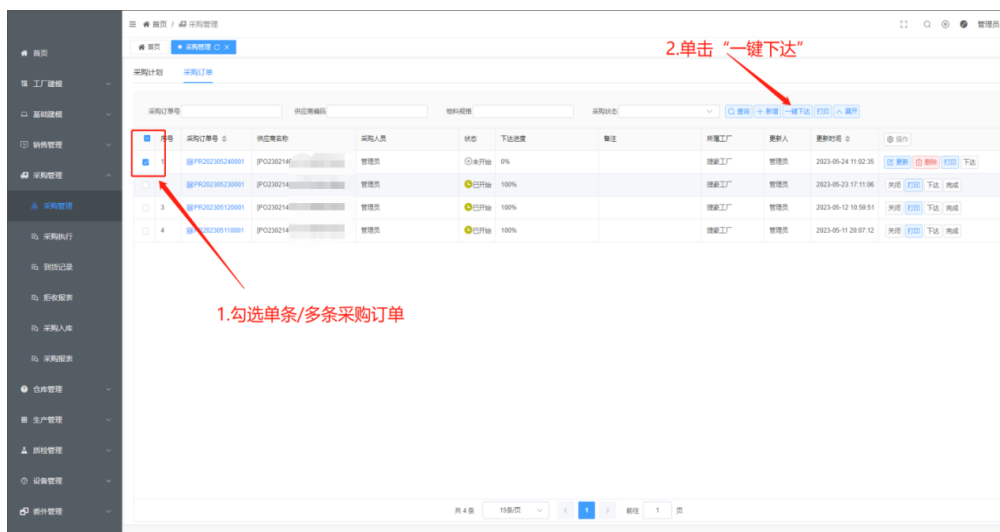 首页 / 采购管理
管理员
首页
采购管理
2.单击“一键下达”
首页
工厂建模
基础建模
销售管理
采购管理
采购管理
采购执行
到货记录
拒收报表
采购入库
采购报表
仓库管理
生产管理
质检管理
设备管理
委外管理
采购计划 采购订单
采购订单号 供应商编码 物料规格 采购状态 查询 新增 一键下达 打印 展开
序号 采购订单号 供应商名称 采购人员 状态 下达进度 备注 所属工厂 更新人 更新时间 操作
1 PR202305240001 JPO230214 管理员 未开始 0% 管理员 2023-05-24 11:02:35 更新 删除 打印 下达
PR202305230001 JPO230214 管理员 已开始 100% 管理员 2023-05-23 17:11:06 关闭 打印 下达 完成
3 PR202305120001 JPO230214 管理员 已开始 100% 管理员 2023-05-12 10:59:51 关闭 打印 下达 完成
4 PR202305110001 JPO230214 管理员 已开始 100% 管理员 2023-05-11 20:07:12 关闭 打印 下达 完成
1.勾选单条/多条采购订单
共 4 条 15条/页 1 前往 1 页